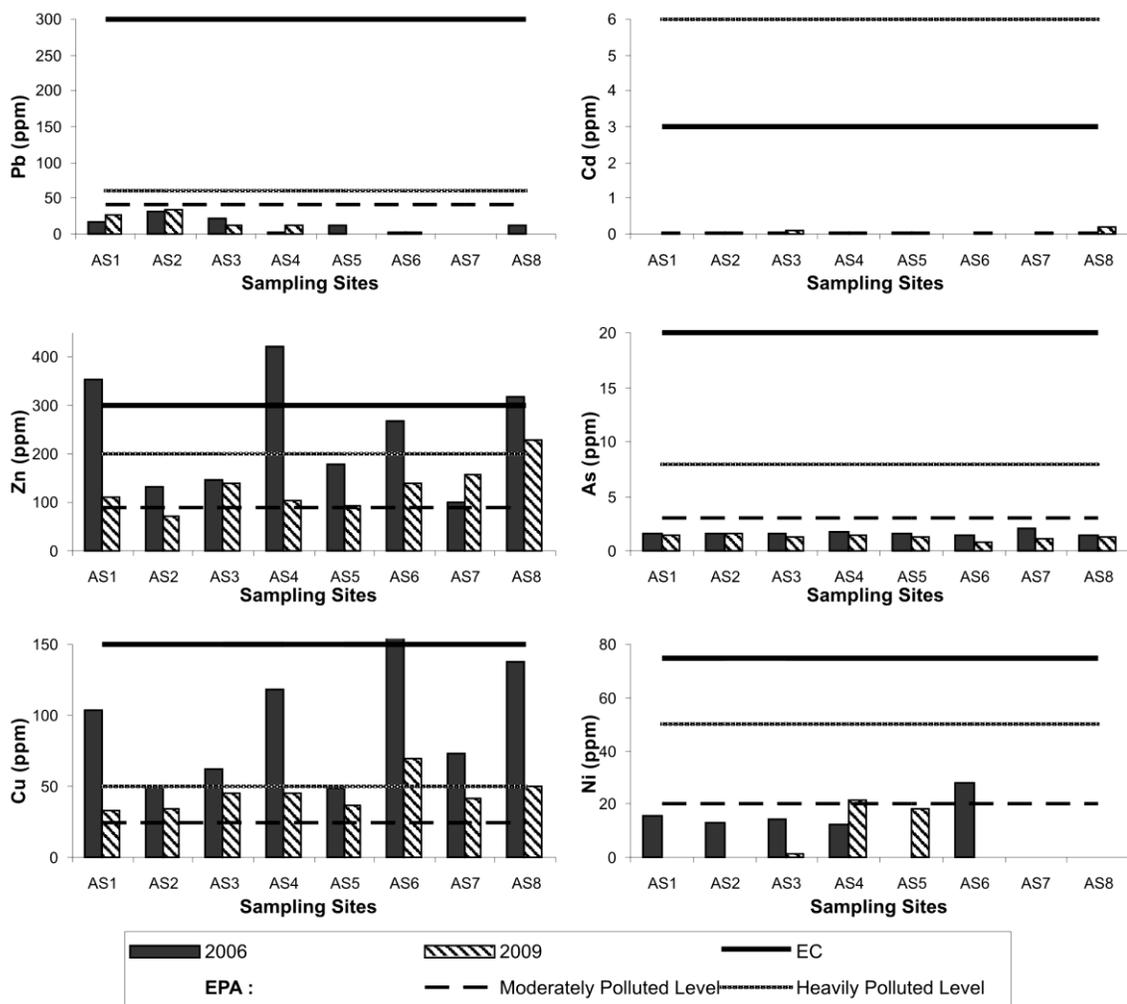 Pb (ppm)
300
250
200
150
100
50
0
AS1 AS2 AS3 AS4 AS5 AS6 AS7 AS8
Sampling Sites
Cd (ppm)
6
5
4
3
2
1
0
AS1 AS2 AS3 AS4 AS5 AS6 AS7 AS8
Sampling Sites
Zn (ppm)
400
300
200
100
0
AS1 AS2 AS3 AS4 AS5 AS6 AS7 AS8
Sampling Sites
As (ppm)
20
15
10
5
0
AS1 AS2 AS3 AS4 AS5 AS6 AS7 AS8
Sampling Sites
Cu (ppm)
150
100
50
0
AS1 AS2 AS3 AS4 AS5 AS6 AS7 AS8
Sampling Sites
Ni (ppm)
80
60
40
20
0
AS1 AS2 AS3 AS4 AS5 AS6 AS7 AS8
Sampling Sites
2006 2009 EC
EPA : Moderately Polluted Level Heavily Polluted Level